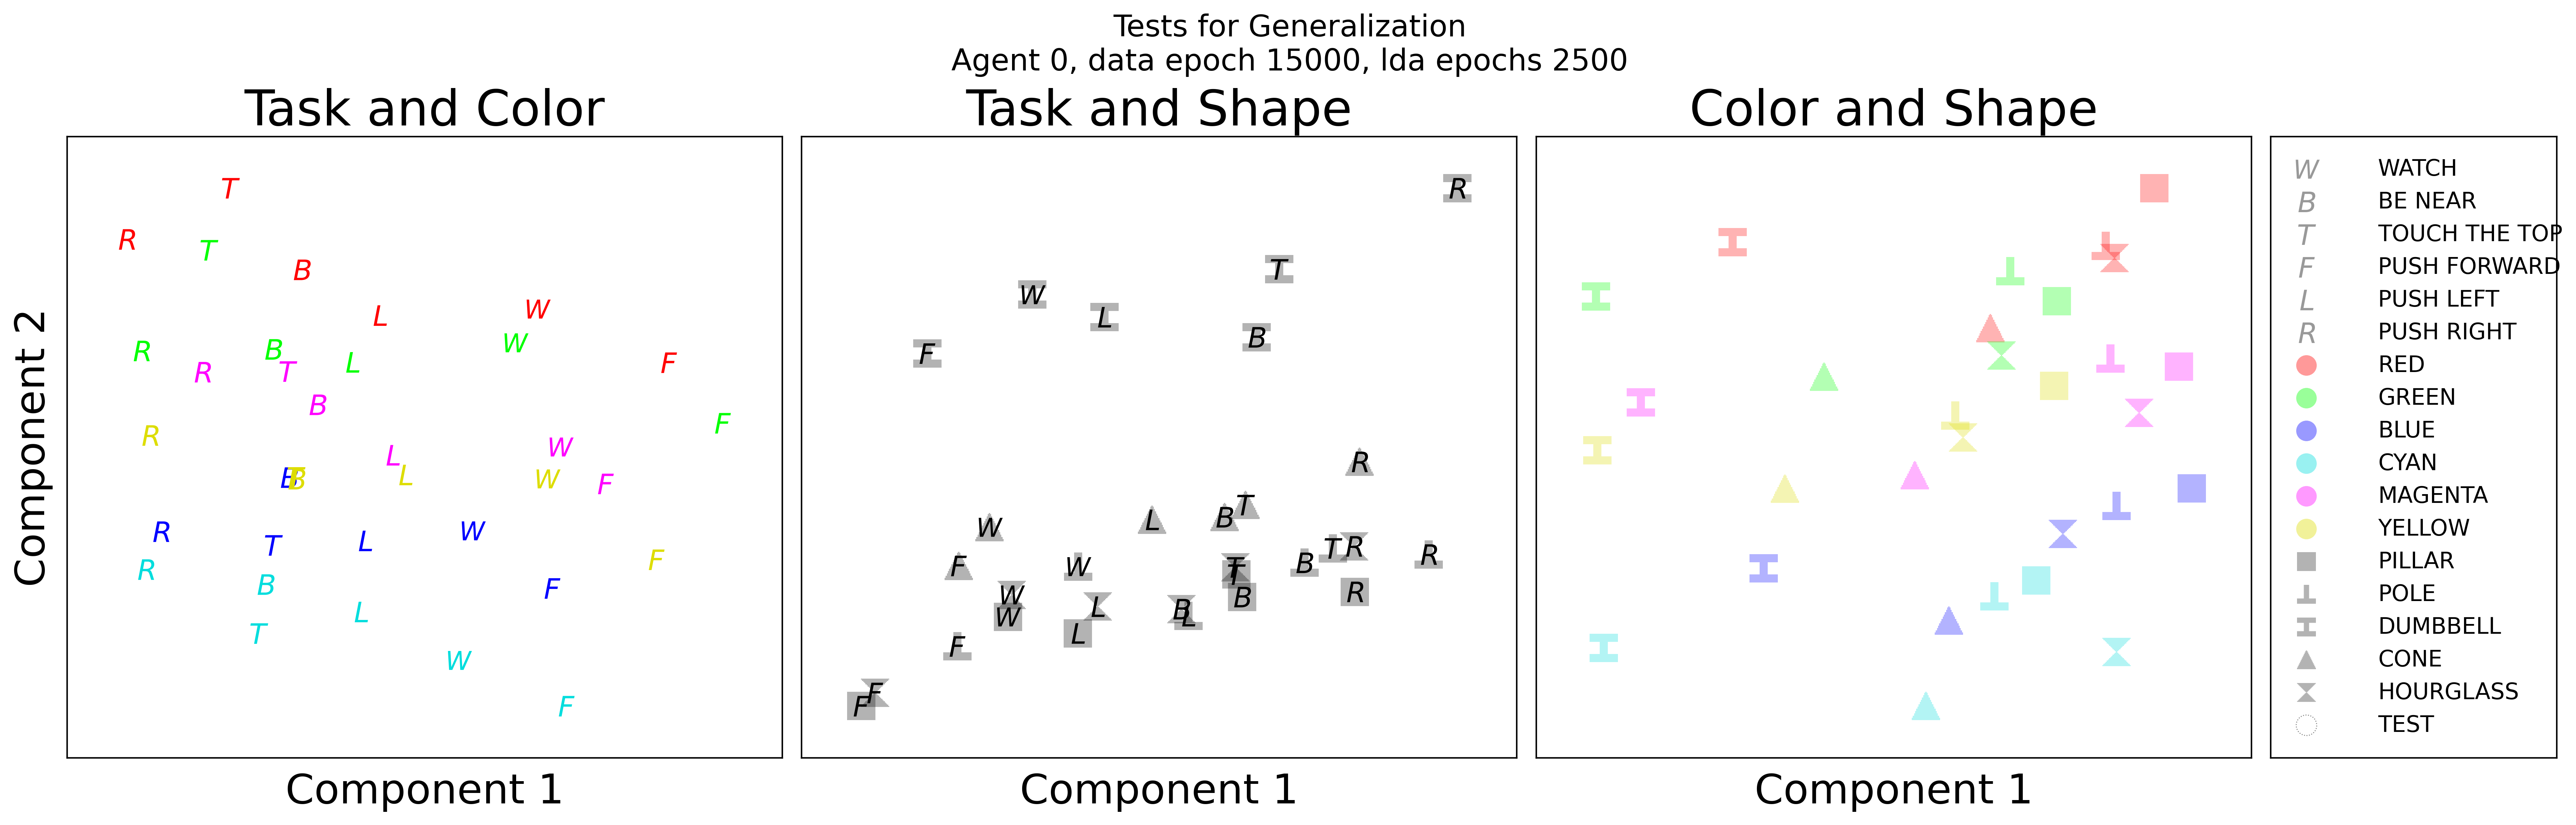 Tests for Generalization
Agent 0, data epoch 15000, lda epochs 2500
Task and Color
Task and Shape
Color and Shape
Component 2
T
R
T
B
L
W
W
R
B
T
L
F
R
B
F
R
L
W
B
B
L
W
F
R
T
L
W
R
B
F
F
T
L
W
F
R
T
W
L
B
F
R
T
B
W
L
F
W
T
R
B
R
T
T
W
W
L
B
L
B
R
L
F
F
F
WATCH
BE NEAR
TOUCH THE TOP
PUSH FORWARD
PUSH LEFT
PUSH RIGHT
RED
GREEN
BLUE
CYAN
MAGENTA
YELLOW
PILLAR
POLE
DUMBBELL
CONE
HOURGLASS
TEST
W
B
T
F
L
R
Component 1
Component 1
Component 1